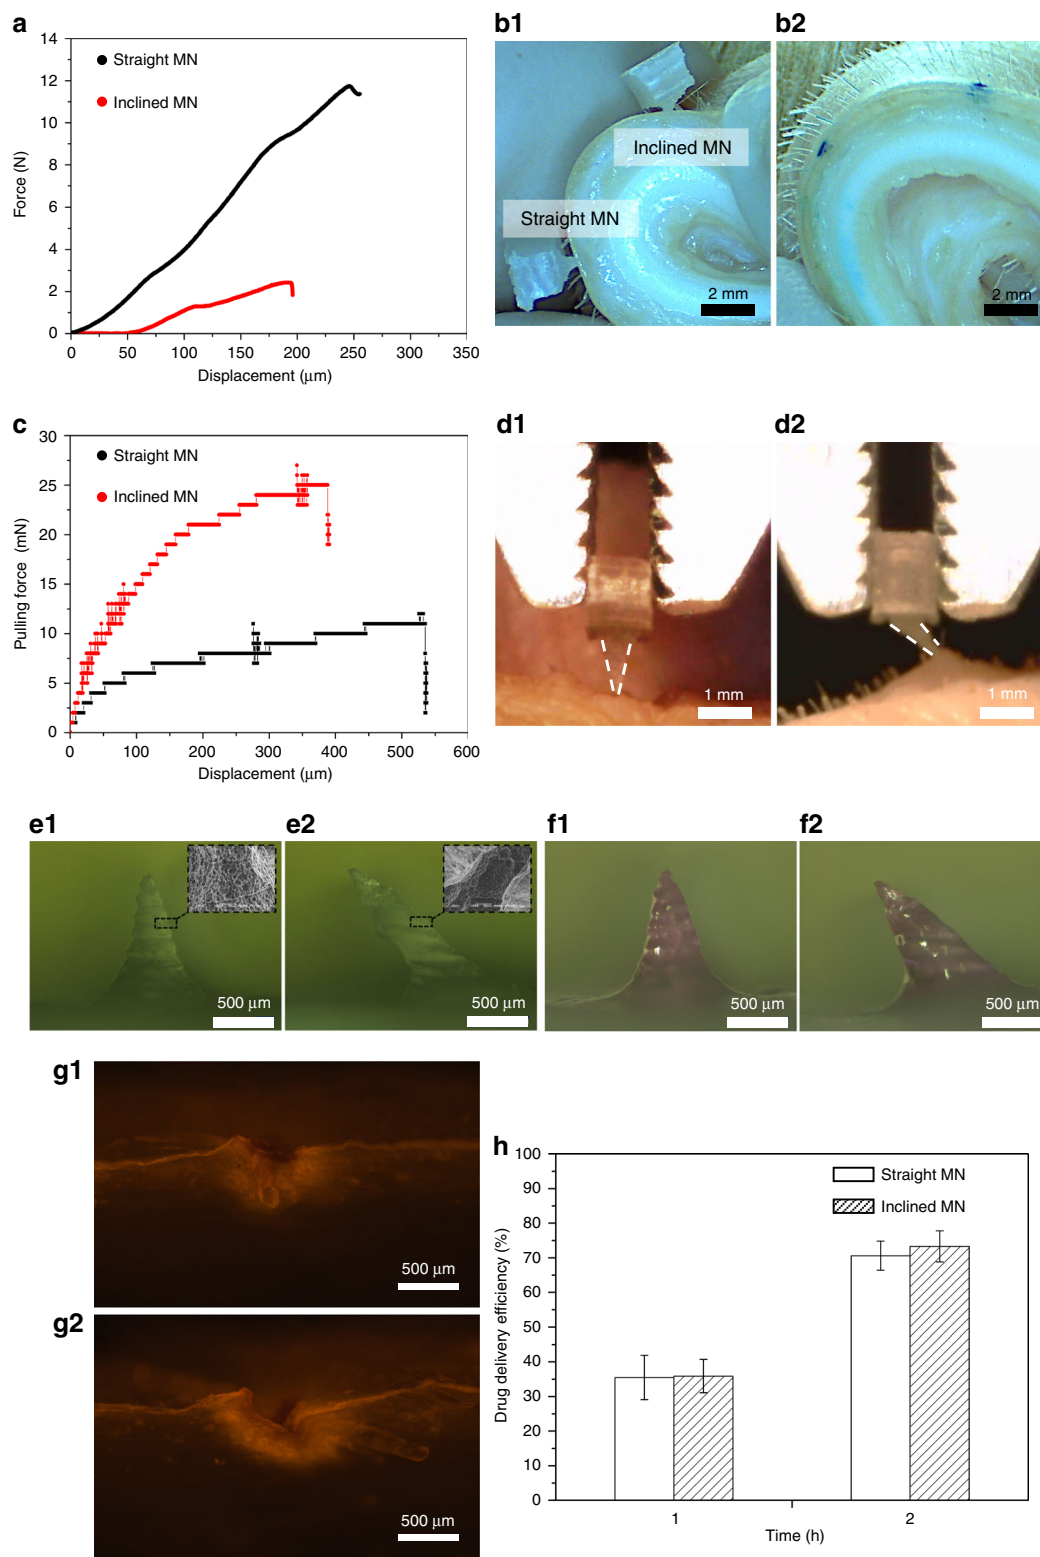 a
14
12
10
8
6
4
2
0
Force (N)
Straight MN
Inclined MN
0 50 100 150 200 250 300 350
Displacement (μm)
b1
Inclined MN
Straight MN
2 mm
b2
2 mm
c
30
25
20
15
10
5
0
Pulling force (mN)
Straight MN
Inclined MN
0 100 200 300 400 500 600
Displacement (μm)
d1
1 mm
d2
1 mm
e1
500 μm
e2
500 μm
f1
500 μm
f2
500 μm
g1
500 μm
g2
500 μm
h
100
90
80
70
60
50
40
30
20
10
0
Drug delivery efficiency (%)
Straight MN
Inclined MN
1 2
Time (h)